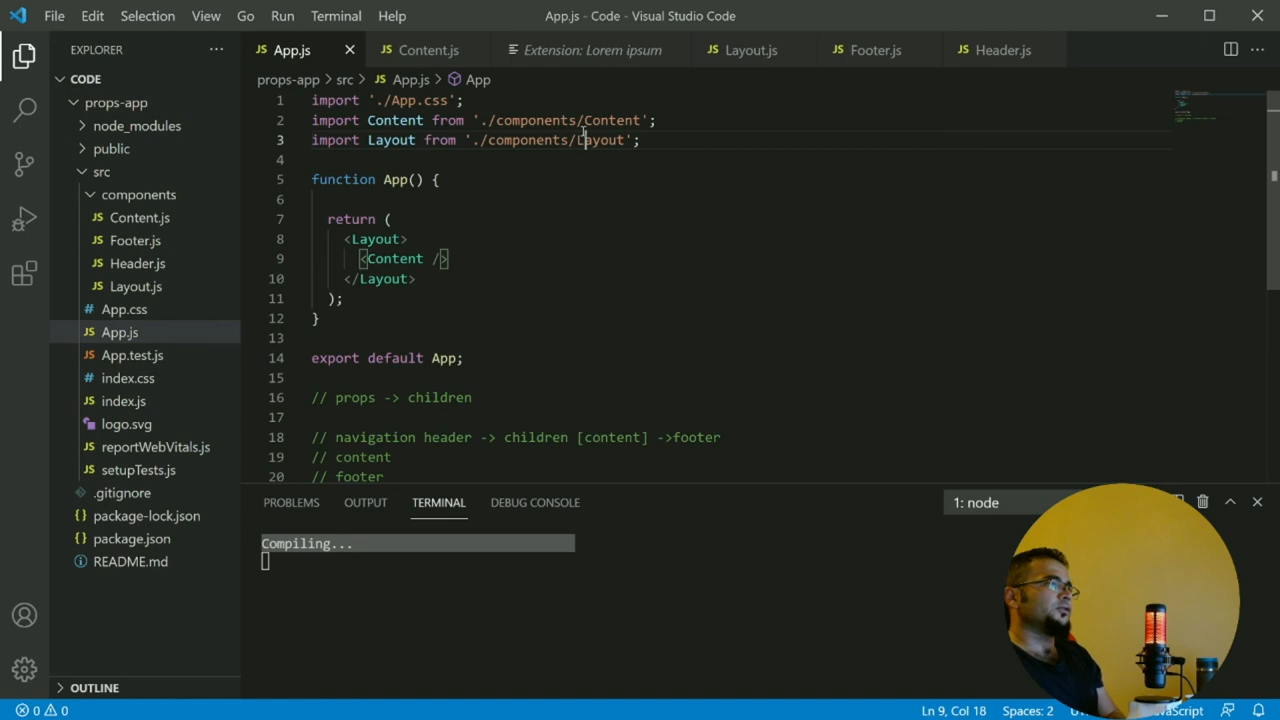 File Edit Selection View Go Run Terminal Help App.js - Code - Visual Studio Code
EXPLORER
App.js Content.js Extension: Lorem ipsum Layout.js Footer.js Header.js
CODE
props-app > src > JS App.js > App
props-app
node_modules
public
src
components
JS Content.js
JS Footer.js
JS Header.js
JS Layout.js
# App.css
JS App.js
JS App.test.js
# index.css
JS index.js
logo.svg
JS reportWebVitals.js
JS setupTests.js
.gitignore
{} package-lock.json
{} package.json
README.md
OUTLINE
1 import './App.css';
2 import Content from './components/Content';
3 import Layout from './components/Layout';
4
5 function App() {
6
7 return (
8 <Layout>
9 <Content />
10 </Layout>
11 );
12 }
13
14 export default App;
15
16 // props -> children
17
18 // navigation header -> children [content] ->footer
19 // content
20 // footer
PROBLEMS OUTPUT TERMINAL DEBUG CONSOLE 1: node
Compiling...
0 0 Ln 9, Col 18 Spaces: 2